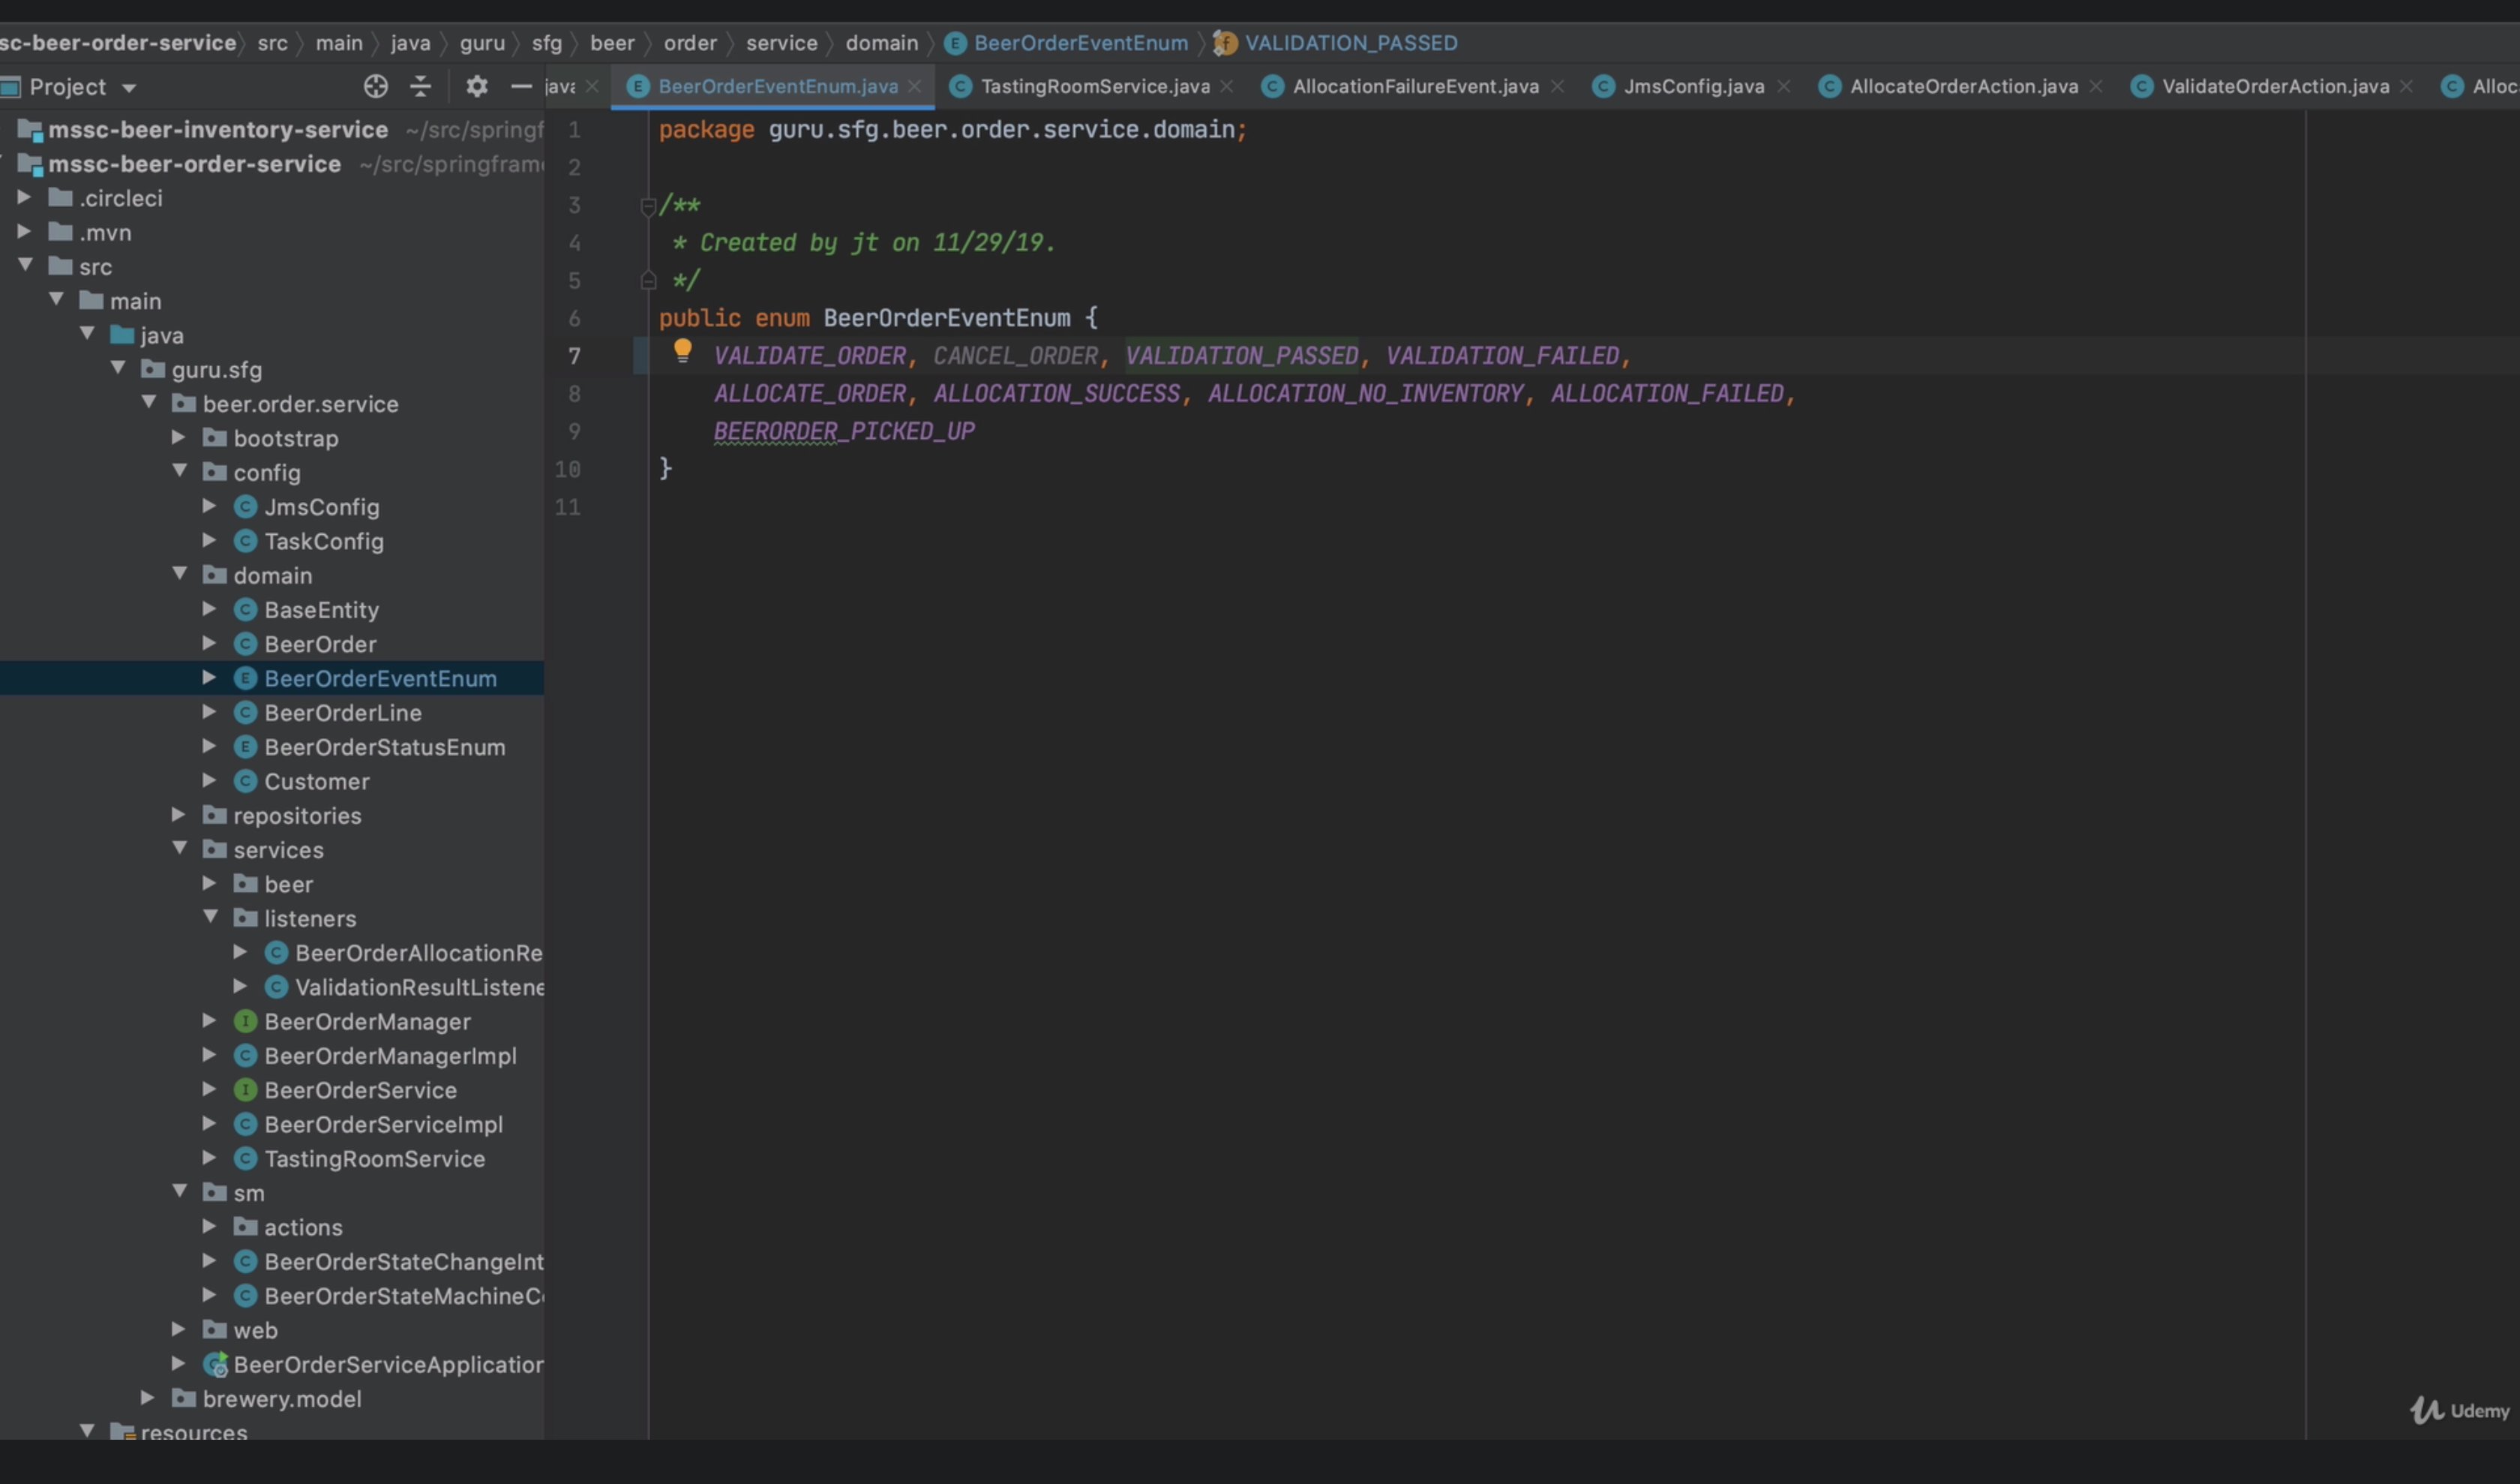 sc-beer-order-service src main java guru sfg beer order service domain BeerOrderEventEnum VALIDATION_PASSED
Project
java BeerOrderEventEnum.java TastingRoomService.java AllocationFailureEvent.java JmsConfig.java AllocateOrderAction.java ValidateOrderAction.java Alloc
mssc-beer-inventory-service ~/src/springf
mssc-beer-order-service ~/src/springframe
.circleci
.mvn
src
main
java
guru.sfg
beer.order.service
bootstrap
config
JmsConfig
TaskConfig
domain
BaseEntity
BeerOrder
BeerOrderEventEnum
BeerOrderLine
BeerOrderStatusEnum
Customer
repositories
services
beer
listeners
BeerOrderAllocationRe
ValidationResultListene
BeerOrderManager
BeerOrderManagerImpl
BeerOrderService
BeerOrderServiceImpl
TastingRoomService
sm
actions
BeerOrderStateChangeInt
BeerOrderStateMachineCo
web
BeerOrderServiceApplication
brewery.model
resources
1 package guru.sfg.beer.order.service.domain;
2
3 /**
4 * Created by jt on 11/29/19.
5 */
6 public enum BeerOrderEventEnum {
7 VALIDATE_ORDER, CANCEL_ORDER, VALIDATION_PASSED, VALIDATION_FAILED,
8 ALLOCATE_ORDER, ALLOCATION_SUCCESS, ALLOCATION_NO_INVENTORY, ALLOCATION_FAILED,
9 BEERORDER_PICKED_UP
10 }
11
Udemy